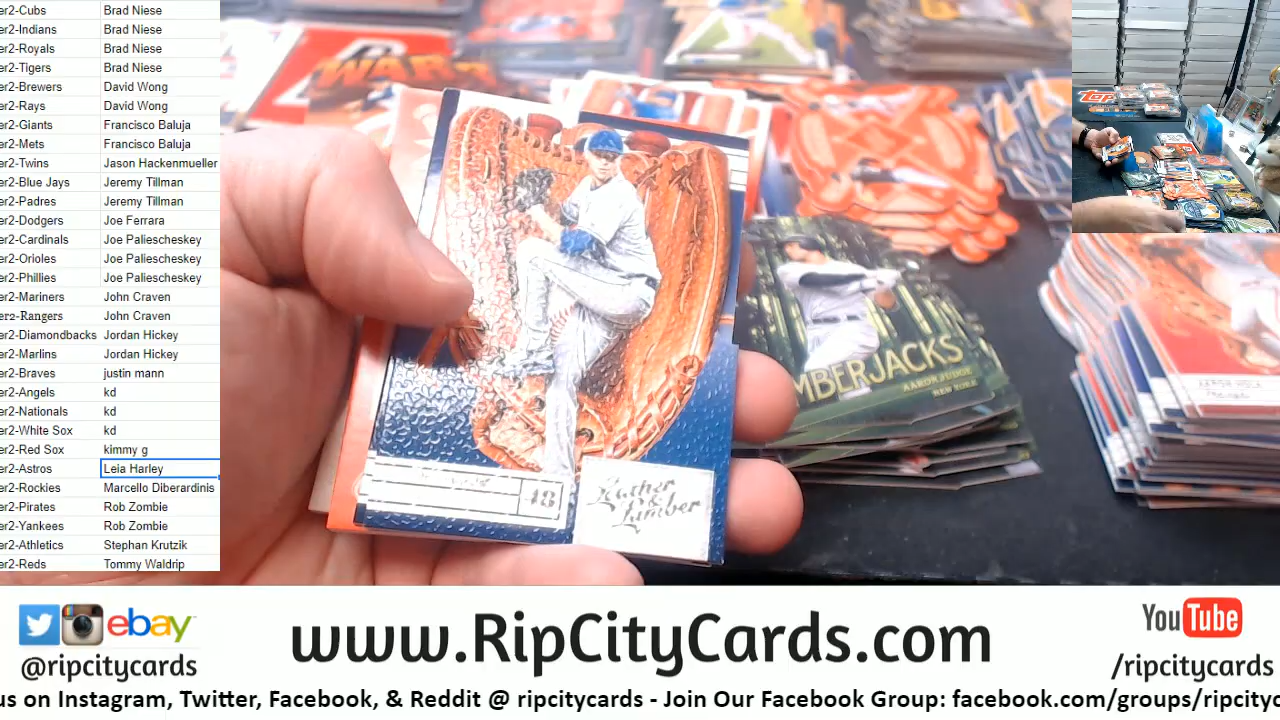 er2-Cubs Brad Niese
er2-Indians Brad Niese
er2-Royals Brad Niese
er2-Tigers Brad Niese
er2-Brewers David Wong
er2-Rays David Wong
er2-Giants Francisco Baluja
er2-Mets Francisco Baluja
er2-Twins Jason Hackenmueller
er2-Blue Jays Jeremy Tillman
er2-Padres Jeremy Tillman
er2-Dodgers Joe Ferrara
er2-Cardinals Joe Paliescheskey
er2-Orioles Joe Paliescheskey
er2-Phillies Joe Paliescheskey
er2-Mariners John Craven
er2-Rangers John Craven
er2-Diamondbacks Jordan Hickey
er2-Marlins Jordan Hickey
er2-Braves justin mann
er2-Angels kd
er2-Nationals kd
er2-White Sox kd
er2-Red Sox kimmy g
er2-Astros Leia Harley
er2-Rockies Marcello Diberardinis
er2-Pirates Rob Zombie
er2-Yankees Rob Zombie
er2-Athletics Stephan Krutzik
er2-Reds Tommy Waldrip
WAR
MBERJACKS
AARON JUDGE
NEW YORK
18
Leather & Lumber
ebay
@ripcitycards
www.RipCityCards.com
YouTube
/ripcitycards
us on Instagram, Twitter, Facebook, & Reddit @ ripcitycards - Join Our Facebook Group: facebook.com/groups/ripcityc